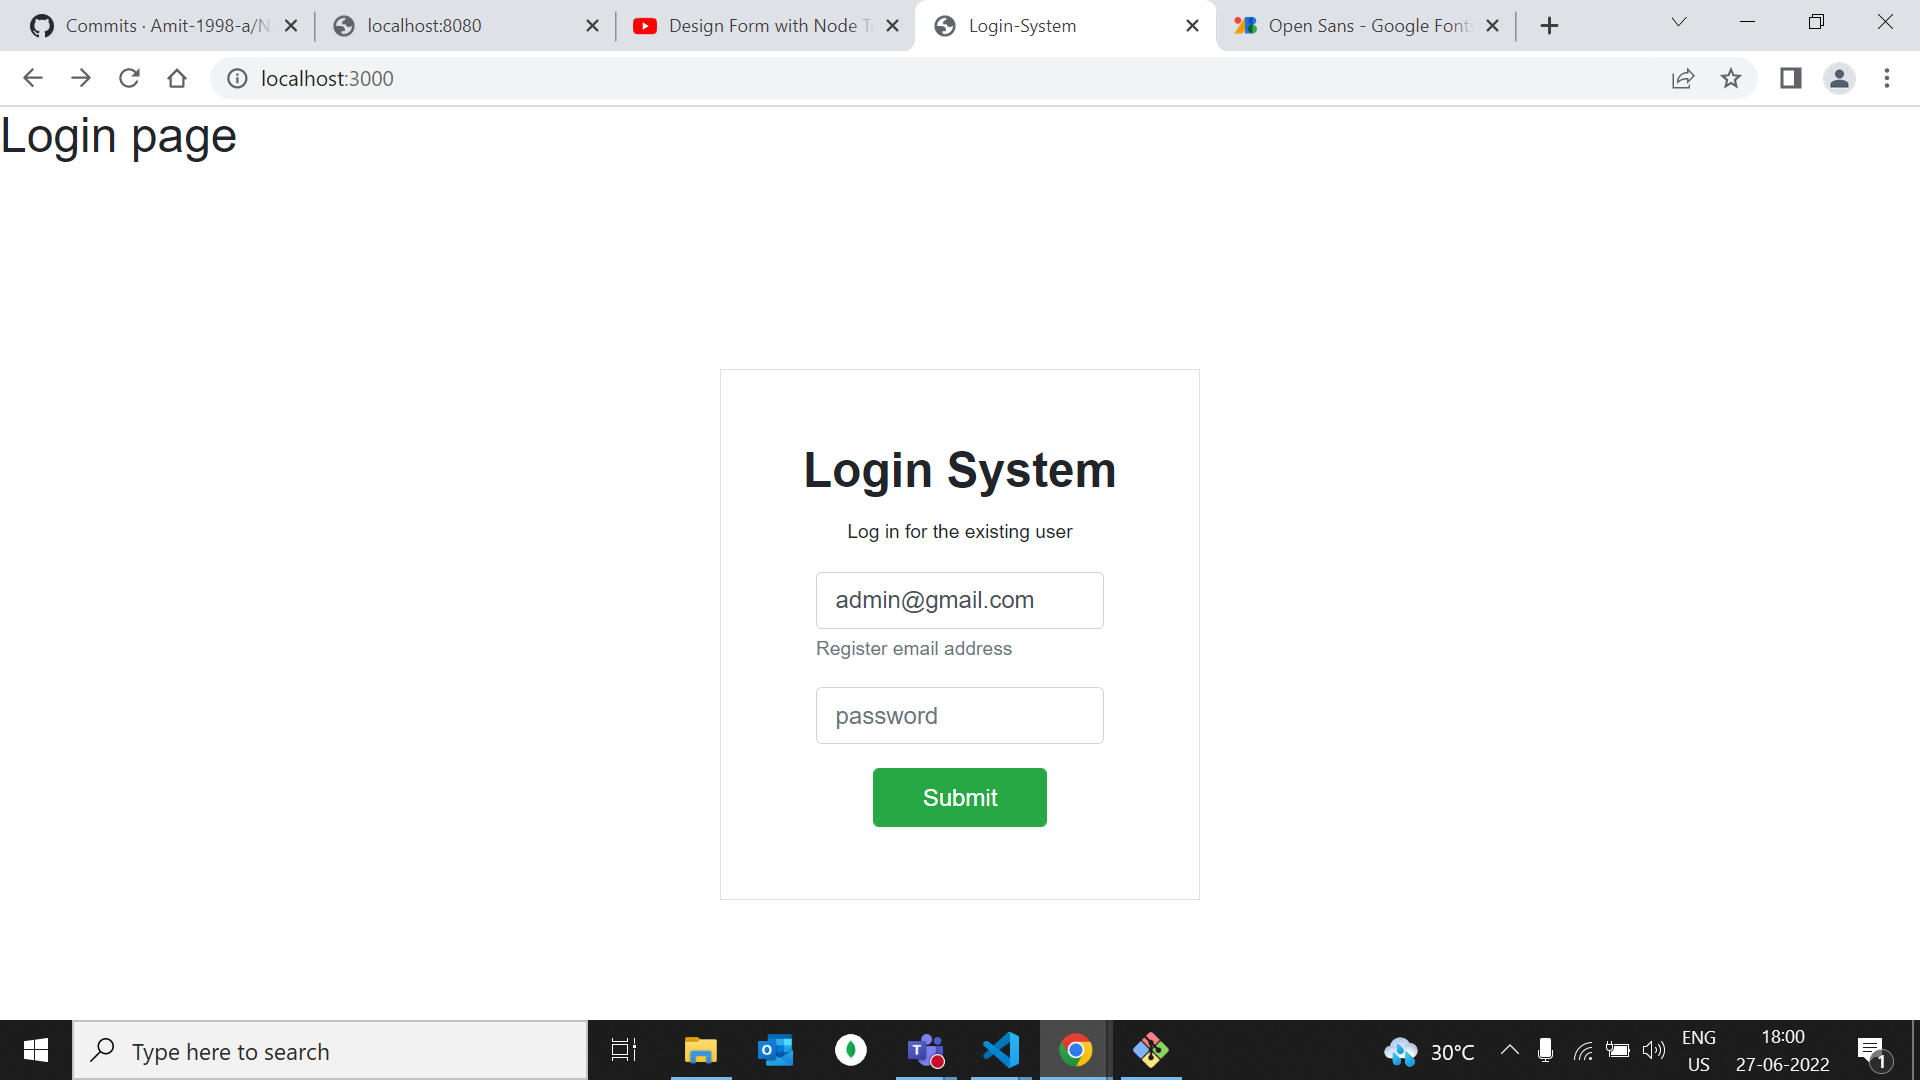 Commits · Amit-1998-a/N
localhost:8080
Design Form with Node T
Login-System
Open Sans - Google Font
localhost:3000
Login page
Login System
Log in for the existing user
admin@gmail.com
Register email address
password
Submit
Type here to search
30°C
ENG
US
18:00
27-06-2022
1